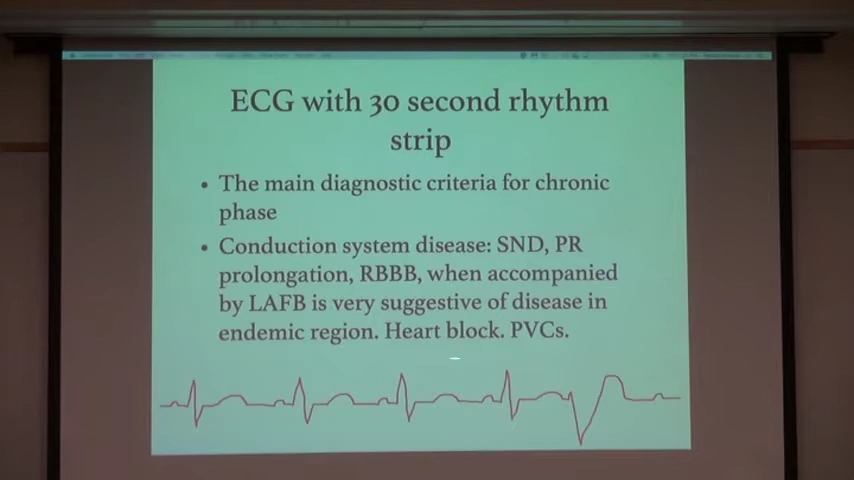 ECG with 30 second rhythm
strip
• The main diagnostic criteria for chronic
phase
• Conduction system disease: SND, PR
prolongation, RBBB, when accompanied
by LAFB is very suggestive of disease in
endemic region. Heart block. PVCs.